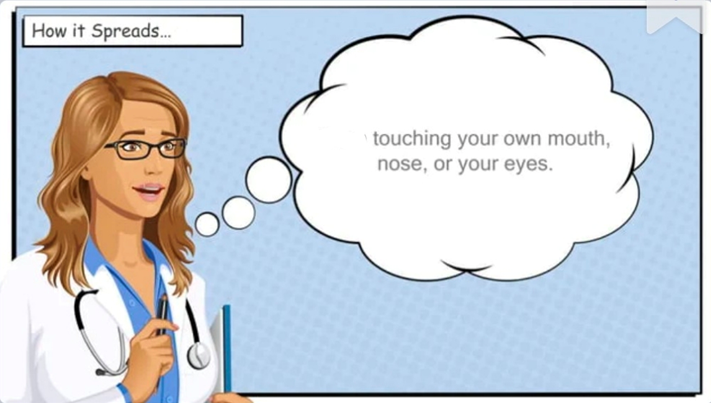 How it Spreads...
touching your own mouth,
nose, or your eyes.